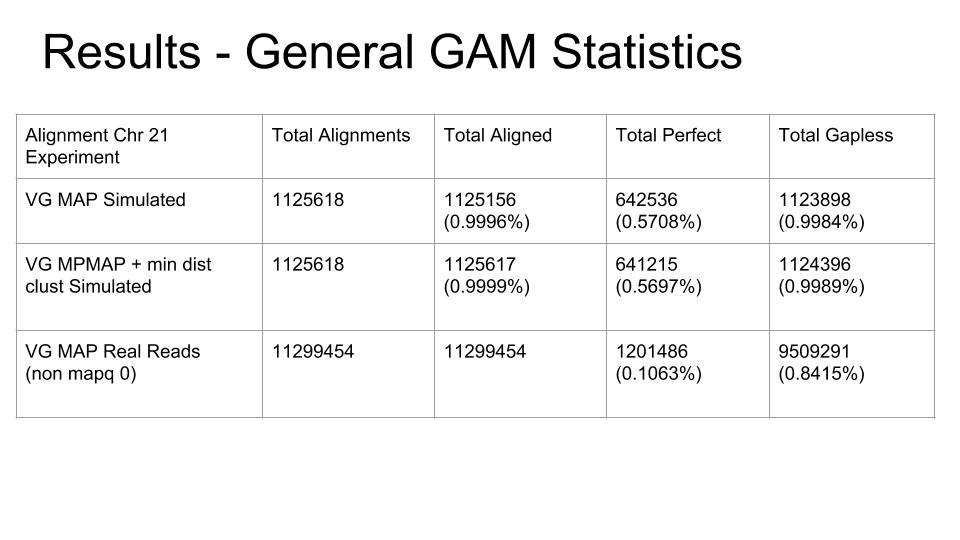 Results - General GAM Statistics
Alignment Chr 21
Experiment
Total Alignments
Total Aligned
Total Perfect
Total Gapless
VG MAP Simulated
1125618
1125156
(0.9996%)
642536
(0.5708%)
1123898
(0.9984%)
VG MPMAP + min dist
clust Simulated
1125618
1125617
(0.9999%)
641215
(0.5697%)
1124396
(0.9989%)
VG MAP Real Reads
(non mapq 0)
11299454
11299454
1201486
(0.1063%)
9509291
(0.8415%)